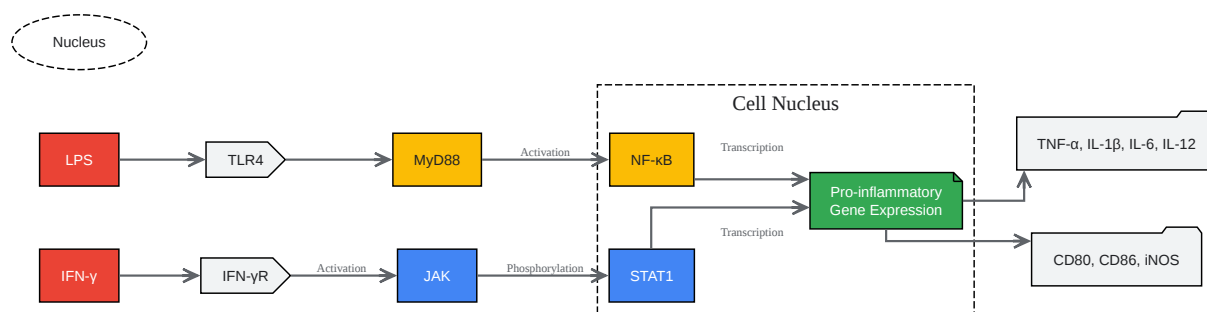 Nucleus
Cell Nucleus
LPS
TLR4
MyD88
Activation
NF-κB
Transcription
TNF-α, IL-1β, IL-6, IL-12
Pro-inflammatory
Gene Expression
Transcription
IFN-γ
IFN-γR
Activation
JAK
Phosphorylation
STAT1
CD80, CD86, iNOS